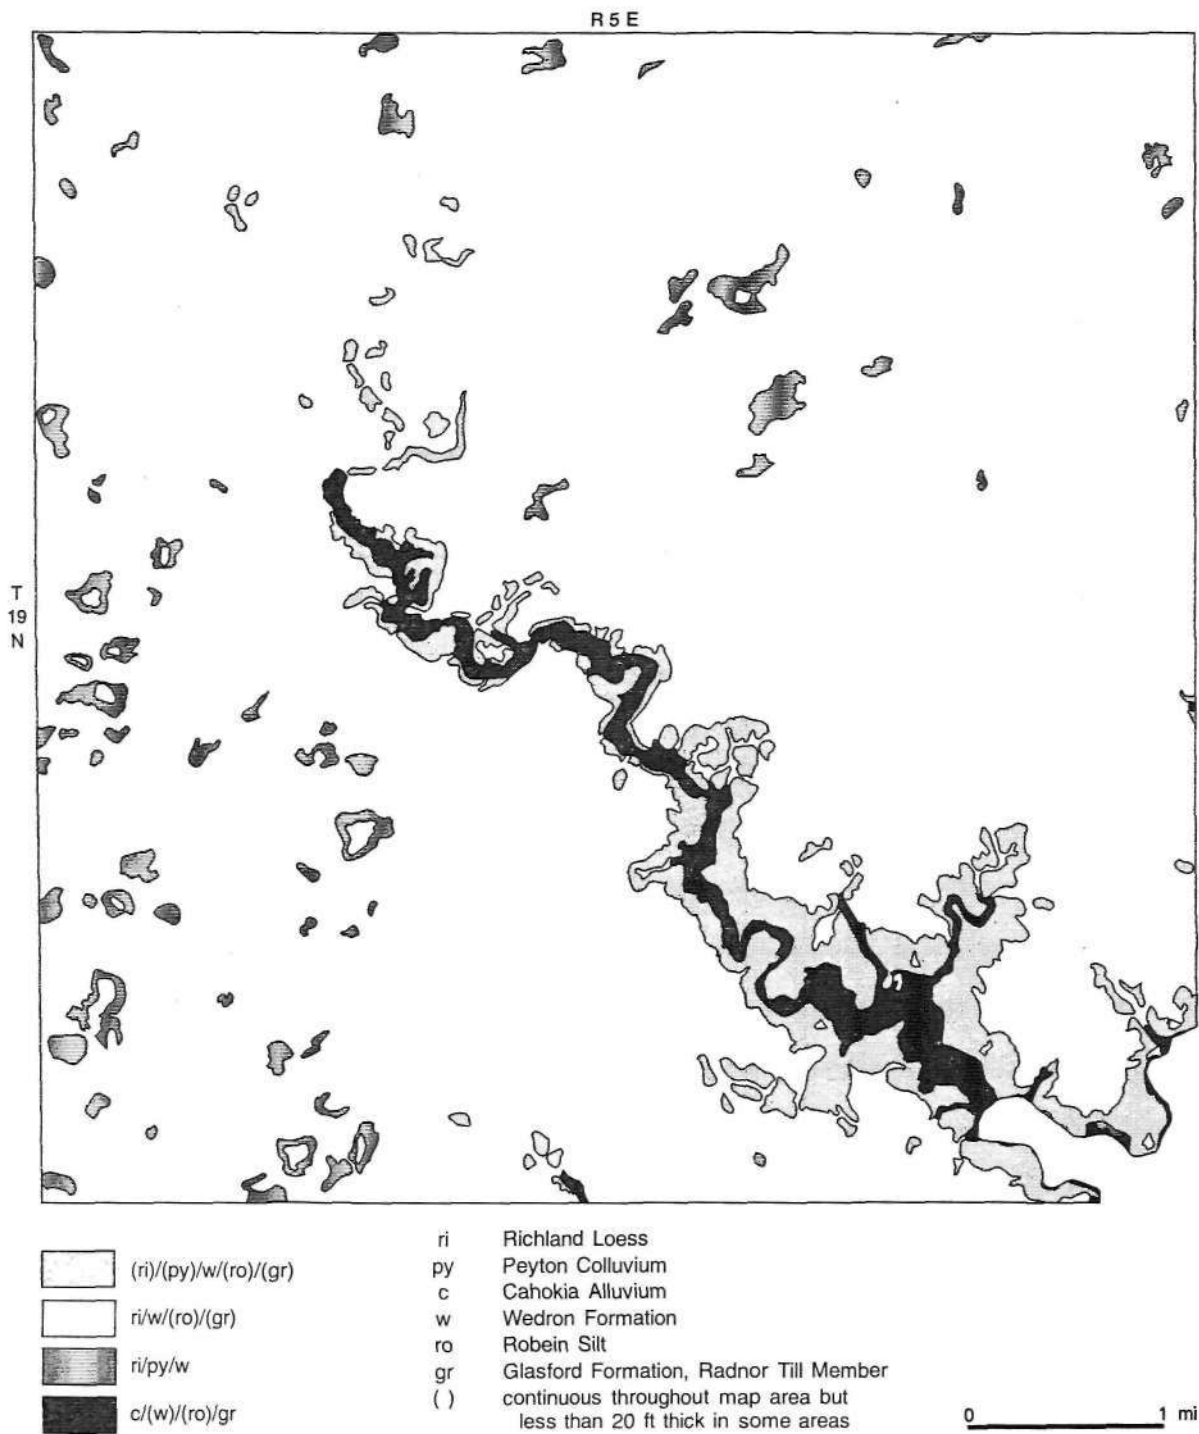 R 5 E
T
19
N
(ri)/(py)/w/(ro)/(gr)
ri/w/(ro)/(gr)
ri/py/w
c/(w)/(ro)/gr
ri Richland Loess
py Peyton Colluvium
c Cahokia Alluvium
w Wedron Formation
ro Robein Silt
gr Glasford Formation, Radnor Till Member
( ) continuous throughout map area but
less than 20 ft thick in some areas
0 1 mi